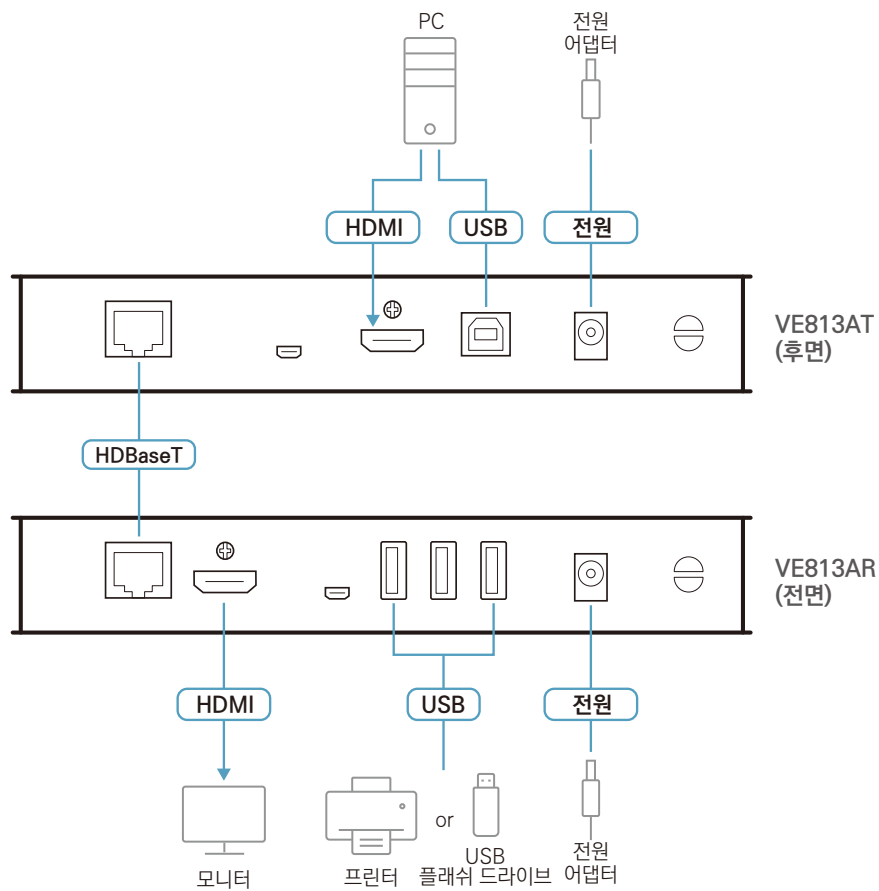 PC
전원
어댑터
HDMI
USB
전원
VE813AT
(후면)
HDBaseT
VE813AR
(전면)
HDMI
USB
전원
모니터
프린터
or
USB
플래쉬 드라이브
전원
어댑터